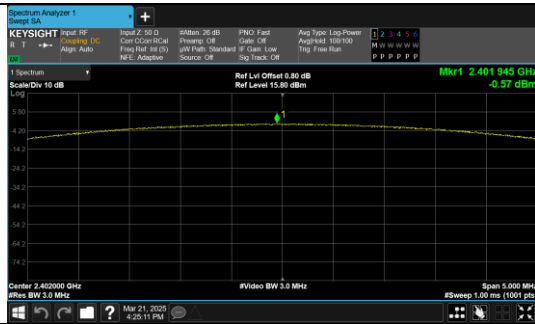 Spectrum Analyzer 1
Swept SA
KEYSIGHT
R T
Input: RF
Coupling: DC
Align: Auto
Input Z: 50 Ω
Corr CCorr RCal
Freq Ref: Int (S)
NFE: Adaptive
#Atten: 26 dB
Preamp: Off
µW Path: Standard
Source: Off
PNO: Fast
Gate: Off
IF Gain: Low
Sig Track: Off
Avg Type: Log-Power
Avg|Hold: 100/100
Trig: Free Run
1 2 3 4 5 6
M W W W W W
P P P P P P
1 Spectrum
Scale/Div 10 dB
Log
Ref Lvl Offset 0.80 dB
Ref Level 15.80 dBm
Mkr1 2.401 945 GHz
-0.57 dBm
1
5.80
-4.20
-14.2
-24.2
-34.2
-44.2
-54.2
-64.2
-74.2
Center 2.402000 GHz
#Res BW 3.0 MHz
#Video BW 3.0 MHz
Span 5.000 MHz
#Sweep 1.00 ms (1001 pts)
Mar 21, 2025
4:25:11 PM